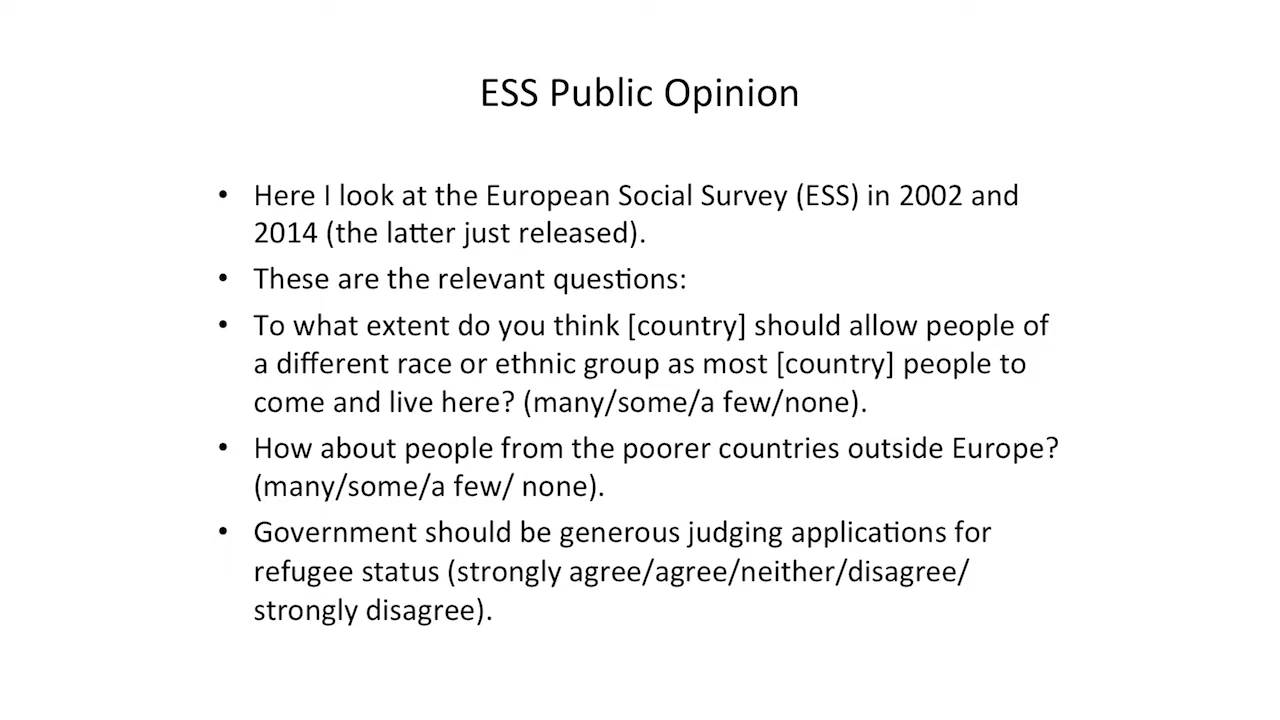 ESS Public Opinion
• Here I look at the European Social Survey (ESS) in 2002 and
2014 (the latter just released).
• These are the relevant questions:
• To what extent do you think [country] should allow people of
a different race or ethnic group as most [country] people to
come and live here? (many/some/a few/none).
• How about people from the poorer countries outside Europe?
(many/some/a few/ none).
• Government should be generous judging applications for
refugee status (strongly agree/agree/neither/disagree/
strongly disagree).